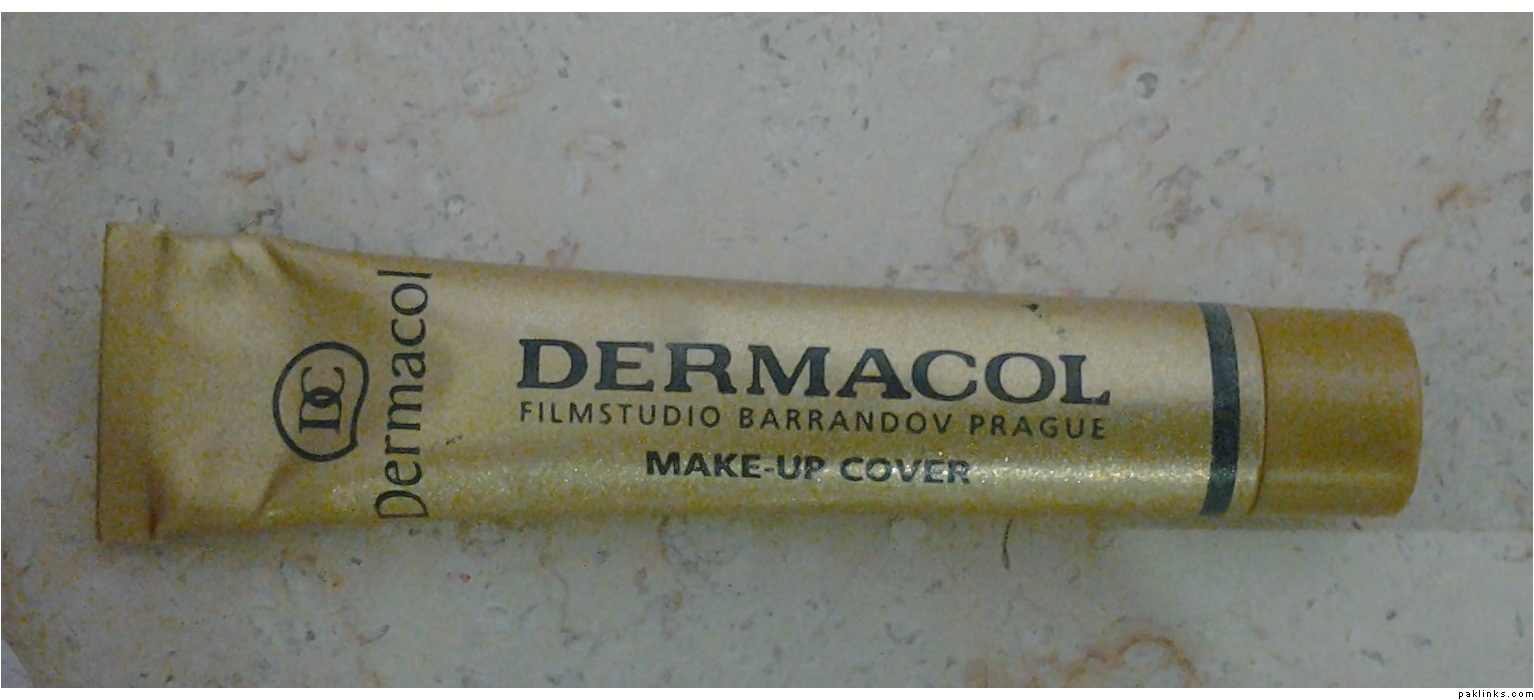 DC
Dermacol
DERMACOL
FILMSTUDIO BARRANDOV PRAGUE
MAKE-UP COVER
paklinks.com